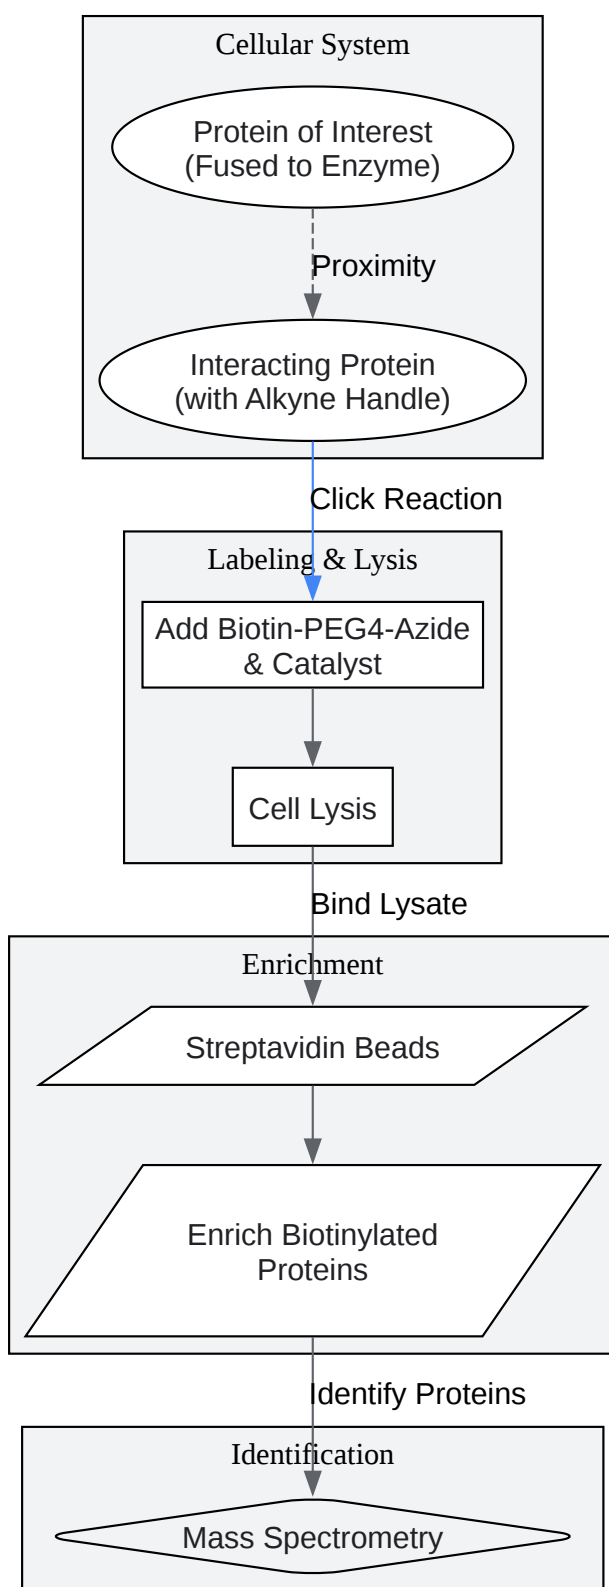 Cellular System
Protein of Interest
(Fused to Enzyme)
Proximity
Interacting Protein
(with Alkyne Handle)
Click Reaction
Labeling & Lysis
Add Biotin-PEG4-Azide
& Catalyst
Cell Lysis
Bind Lysate
Enrichment
Streptavidin Beads
Enrich Biotinylated
Proteins
Identify Proteins
Identification
Mass Spectrometry